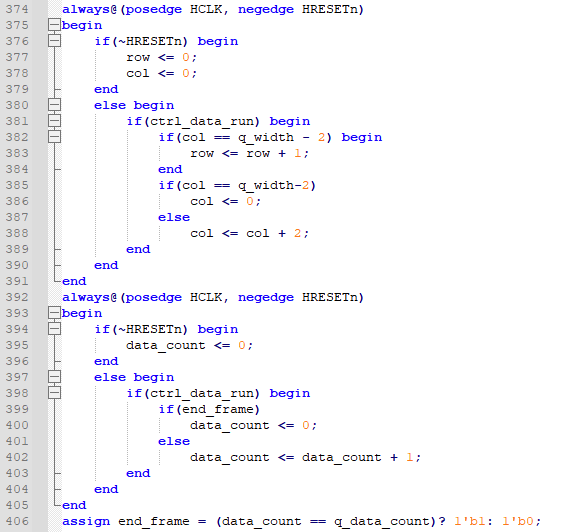 374 always@(posedge HCLK, negedge HRESETn)
375 begin
376 if(~HRESETn) begin
377 row <= 0;
378 col <= 0;
379 end
380 else begin
381 if(ctrl_data_run) begin
382 if(col == q_width - 2) begin
383 row <= row + 1;
384 end
385 if(col == q_width-2)
386 col <= 0;
387 else
388 col <= col + 2;
389 end
390 end
391 end
392 always@(posedge HCLK, negedge HRESETn)
393 begin
394 if(~HRESETn) begin
395 data_count <= 0;
396 end
397 else begin
398 if(ctrl_data_run) begin
399 if(end_frame)
400 data_count <= 0;
401 else
402 data_count <= data_count + 1;
403 end
404 end
405 end
406 assign end_frame = (data_count == q_data_count)? 1'b1: 1'b0;